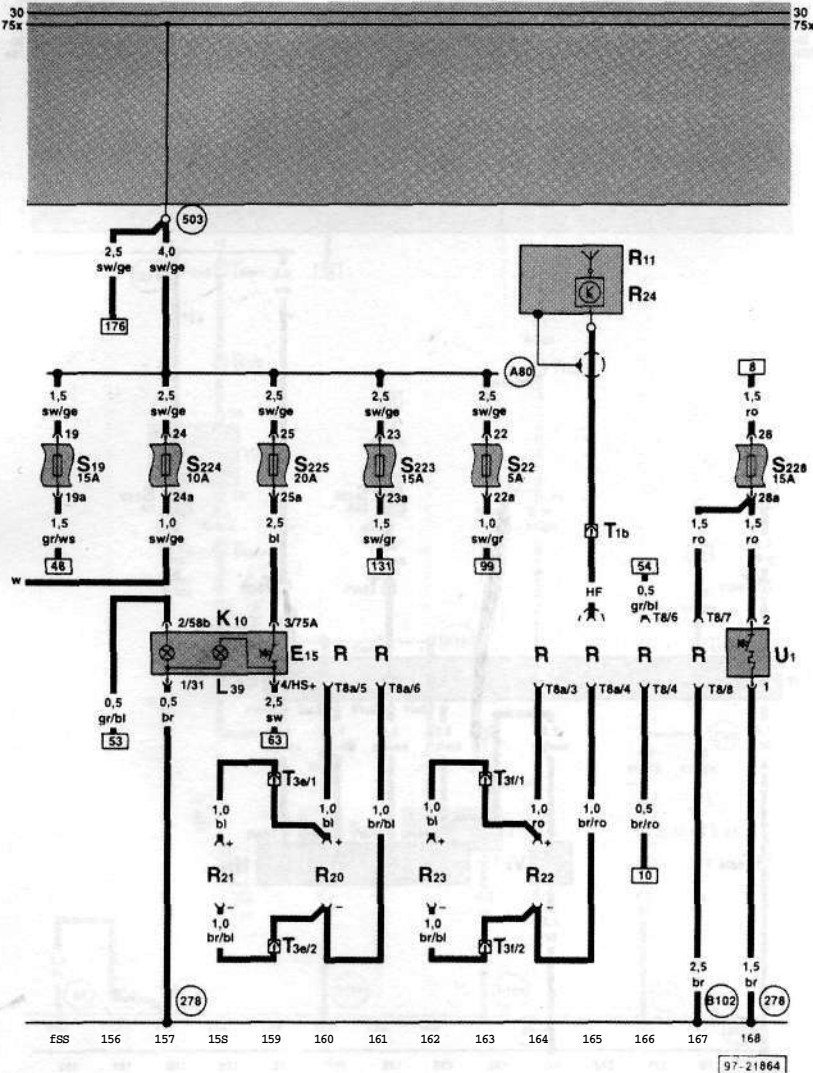 30 30
75x 75x
503
2,5 4,0
sw/ge sw/ge
R11
R24
176
A80
8
1,5 2,5 2,5 2,5 2,5 1,5
sw/ge sw/ge sw/ge sw/ge sw/ge ro
19 24 25 23 22 28
S19 S224 S225 S223 S22 S228
15A 10A 20A 15A 5A 15A
19a 24a 25a 23a 22a 28a
1,5 1,0 2,5 1,5 1,0 1,5 1,5
gr/ws sw/ge bl sw/gr sw/gr ro ro
T1b
48 131 99 54
w
HF 0,5
gr/bl
2/58b K10 3/75A T8/6 T8/7 2
E15 R R R R R R U1
1/31 L39 4/HS+ T8a/5 T8a/6 T8a/3 T8a/4 T8/4 T8/8 1
0,5 0,5 2,5
gr/bl br sw
53 63
T3e/1 T3f/1
1,0 1,0 1,0 1,0 1,0 1,0 0,5
bl bl br/bl bl ro br/ro br/ro
+ + + +
R21 R20 R23 R22 10
- - - -
1,0 1,0
br/bl br/bl
T3e/2 T3f/2
2,5 1,5
br br
278 B102 278
fSS 156 157 15S 159 160 161 162 163 164 165 166 167 168
97-21864